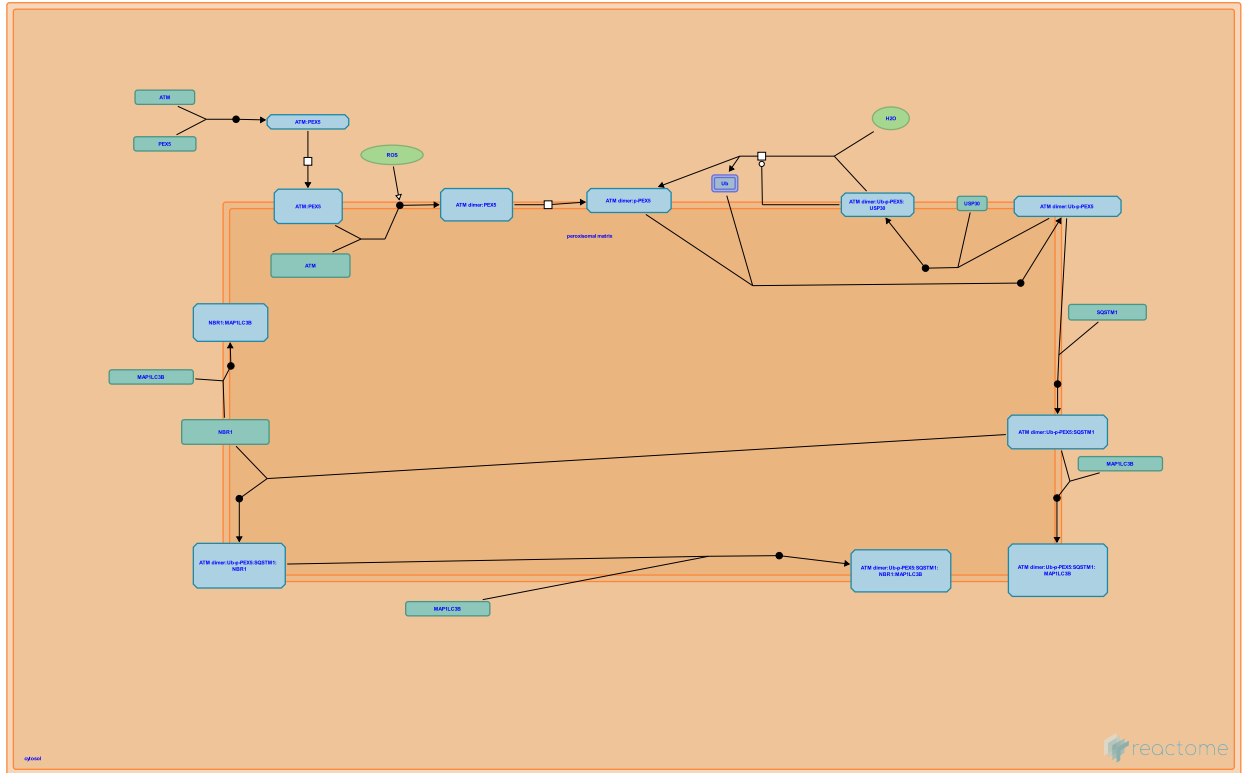 ATM
PEX5
ATM:PEX5
H2O
ROS
Ub
ATM:PEX5
ATM dimer:PEX5
ATM dimer:p-PEX5
ATM dimer:Ub-p-PEX5:
USP30
USP30
ATM dimer:Ub-p-PEX5
peroxisomal matrix
ATM
NBR1:MAP1LC3B
SQSTM1
MAP1LC3B
NBR1
ATM dimer:Ub-p-PEX5:SQSTM1
MAP1LC3B
ATM dimer:Ub-p-PEX5:SQSTM1:
NBR1
ATM dimer:Ub-p-PEX5:SQSTM1:
NBR1:MAP1LC3B
ATM dimer:Ub-p-PEX5:SQSTM1:
MAP1LC3B
MAP1LC3B
reactome
cytosol